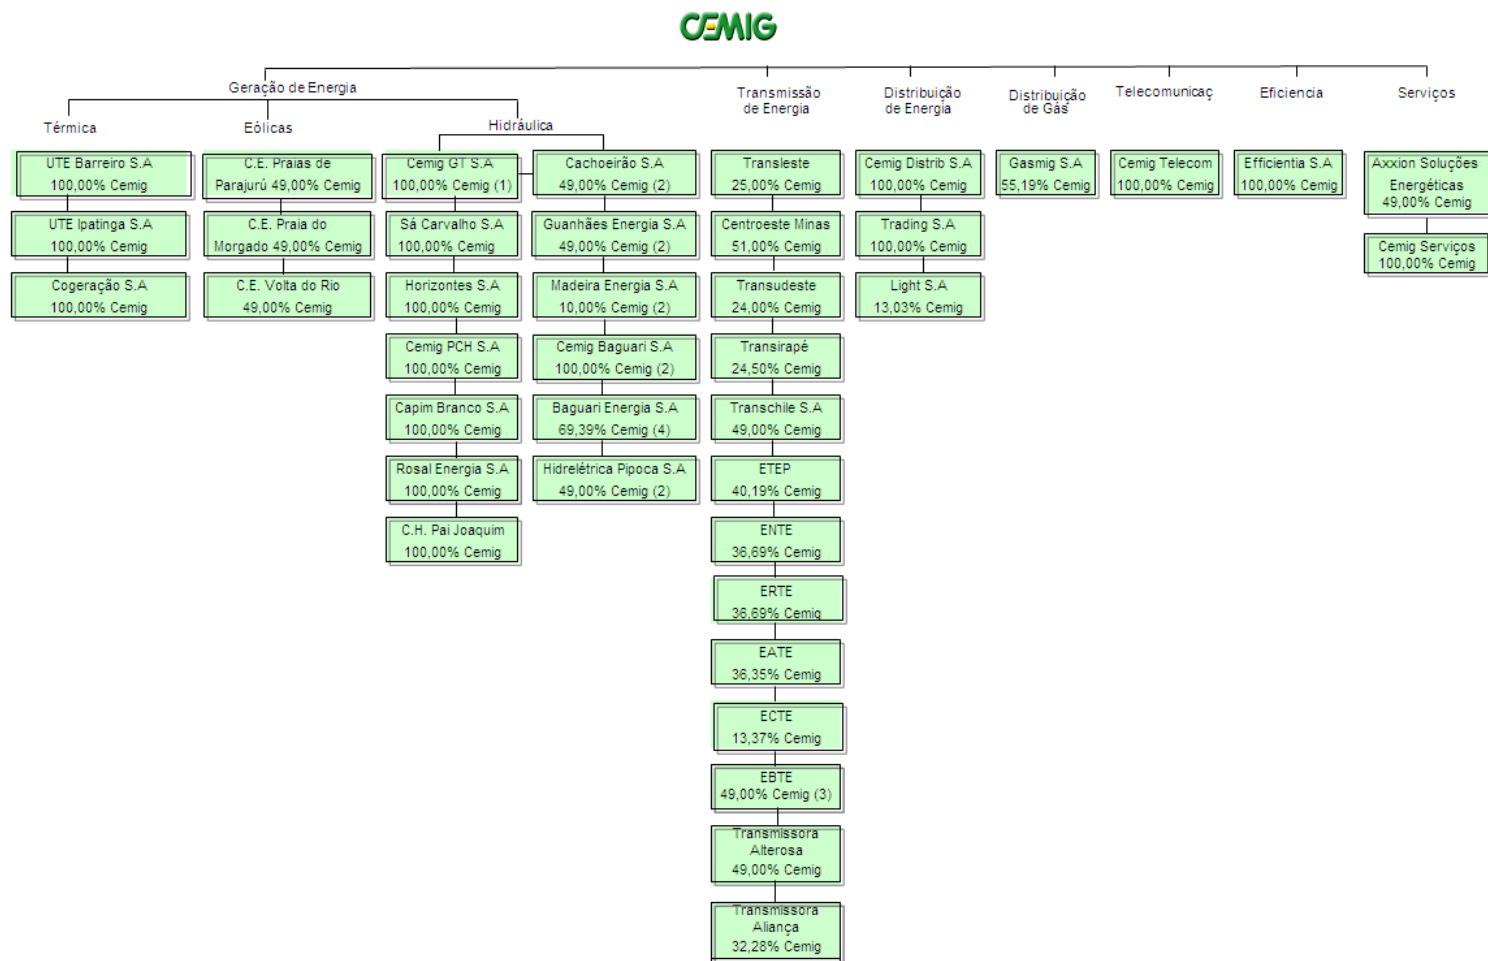 CEMIG
Geração de Energia
Transmissão
de Energia
Distribuição
de Energia
Distribuição
de Gás
Telecomunicaç
Eficiencia
Serviços
Térmica
Eólicas
Hidráulica
UTE Barreiro S.A
100,00% Cemig
UTE Ipatinga S.A
100,00% Cemig
Cogeração S.A
100,00% Cemig
C.E. Praias de
Parajurú 49,00% Cemig
C.E. Praia do
Morgado 49,00% Cemig
C.E. Volta do Rio
49,00% Cemig
Cemig GT S.A
100,00% Cemig (1)
Sá Carvalho S.A
100,00% Cemig
Horizontes S.A
100,00% Cemig
Cemig PCH S.A
100,00% Cemig
Capim Branco S.A
100,00% Cemig
Rosal Energia S.A
100,00% Cemig
C.H. Pai Joaquim
100,00% Cemig
Cachoeirão S.A
49,00% Cemig (2)
Guanhães Energia S.A
49,00% Cemig (2)
Madeira Energia S.A
10,00% Cemig (2)
Cemig Baguari S.A
100,00% Cemig (2)
Baguari Energia S.A
69,39% Cemig (4)
Hidrelétrica Pipoca S.A
49,00% Cemig (2)
Transleste
25,00% Cemig
Centroeste Minas
51,00% Cemig
Transudeste
24,00% Cemig
Transirapé
24,50% Cemig
Transchile S.A
49,00% Cemig
ETEP
40,19% Cemig
ENTE
36,69% Cemig
ERTE
36,69% Cemig
EATE
36,35% Cemig
ECTE
13,37% Cemig
EBTE
49,00% Cemig (3)
Transmissora
Alterosa
49,00% Cemig
Transmissora
Aliança
32,28% Cemig
Cemig Distrib S.A
100,00% Cemig
Trading S.A
100,00% Cemig
Light S.A
13,03% Cemig
Gasmig S.A
55,19% Cemig
Cemig Telecom
100,00% Cemig
Efficientia S.A
100,00% Cemig
Axxion Soluções
Energéticas
49,00% Cemig
Cemig Serviços
100,00% Cemig